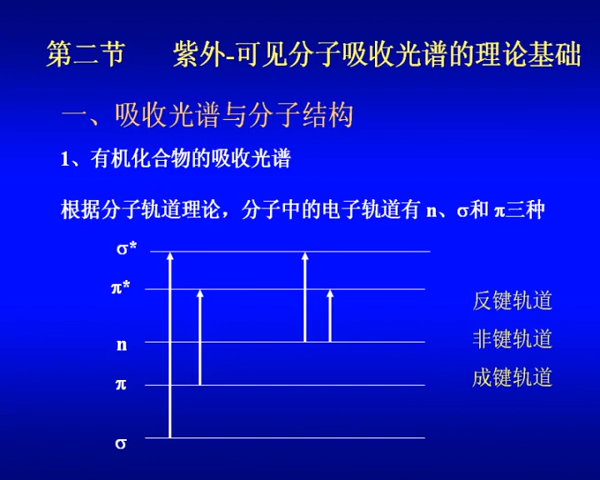 第二节 紫外-可见分子吸收光谱的理论基础
一、吸收光谱与分子结构
1、有机化合物的吸收光谱
根据分子轨道理论，分子中的电子轨道有 n、σ和 π三种
σ*
π*
反键轨道
n
非键轨道
π
成键轨道
σ